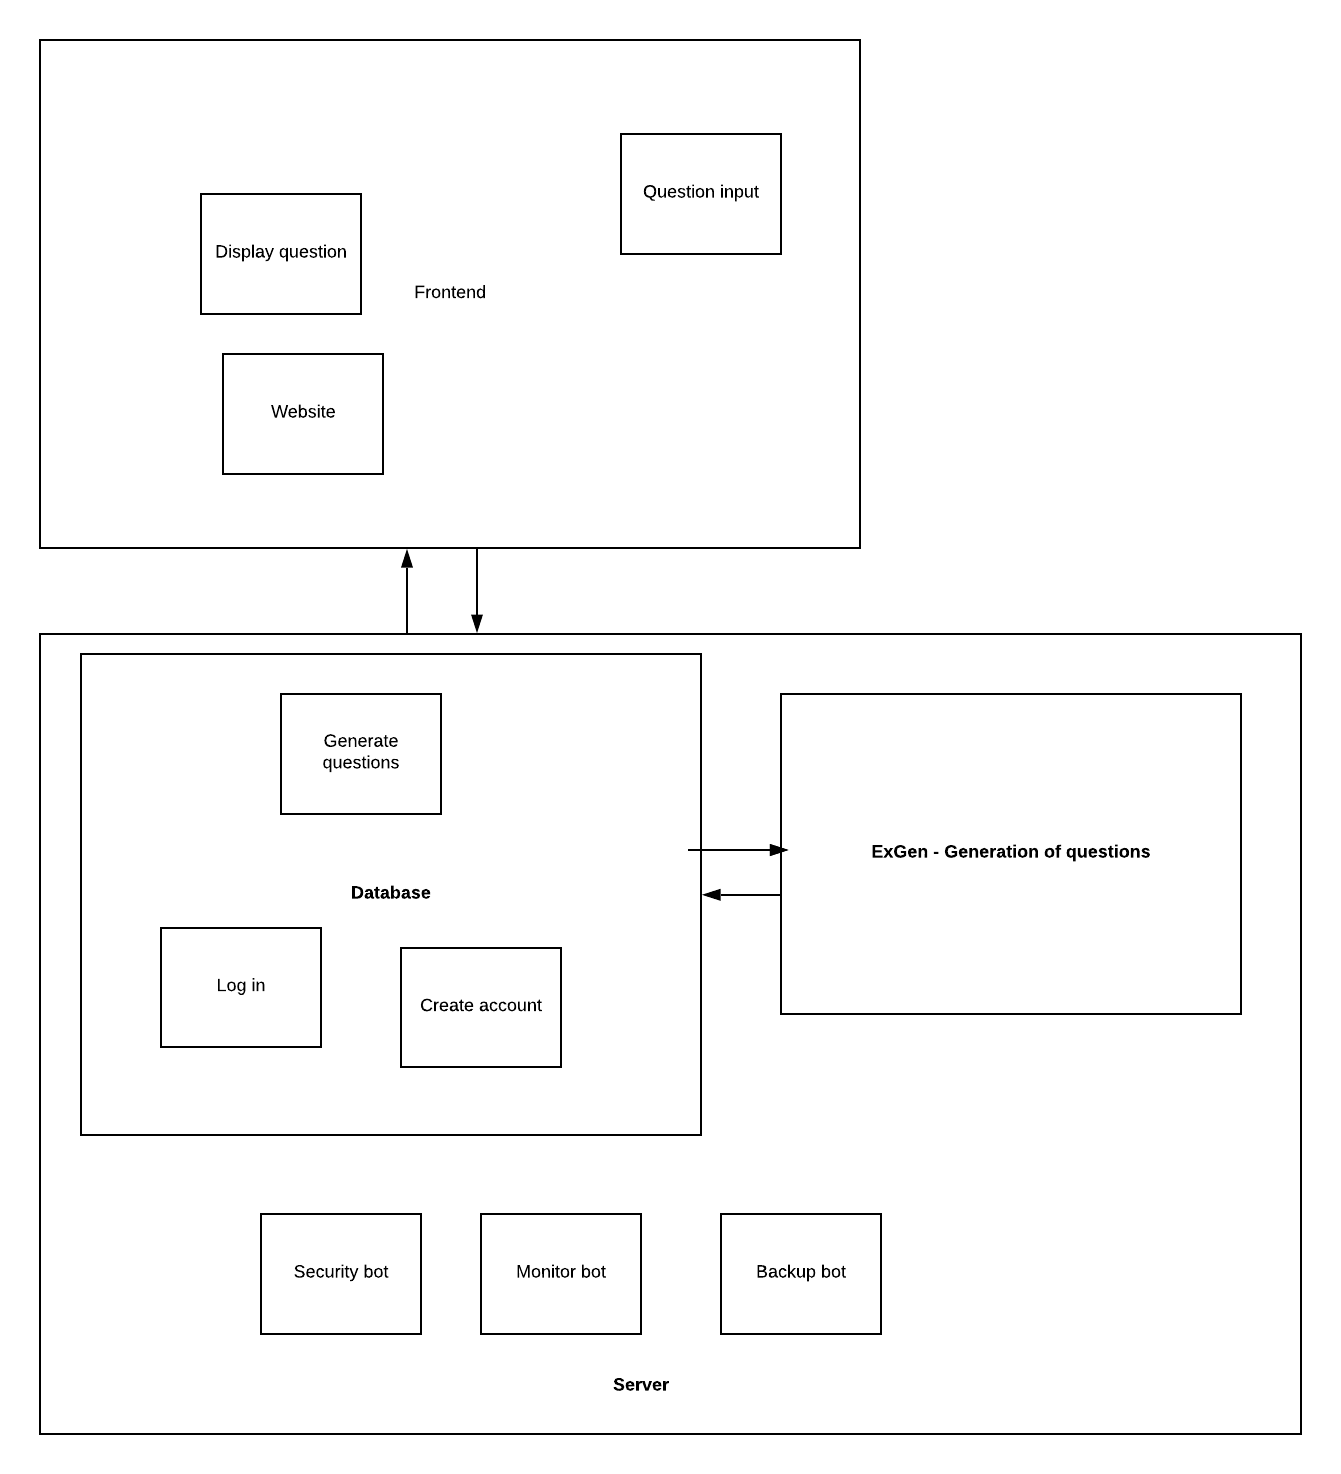 Question input
Display question
Frontend
Website
Generate
questions
ExGen - Generation of questions
Database
Log in
Create account
Security bot
Monitor bot
Backup bot
Server